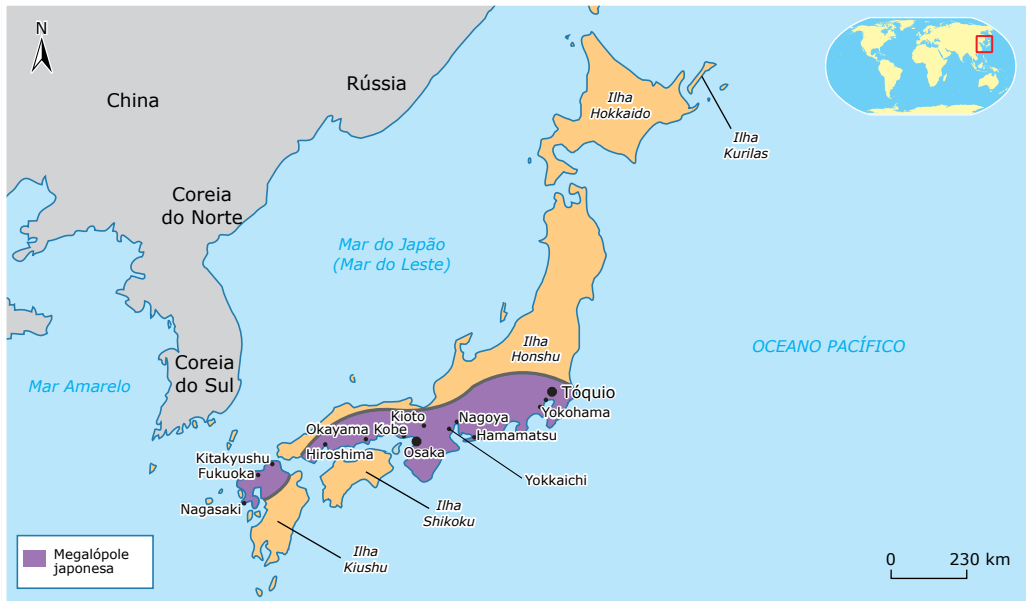 N
China
Rússia
Ilha
Hokkaido
Ilha
Kurilas
Coreia
do Norte
Mar do Japão
(Mar do Leste)
Ilha
Honshu
OCEANO PACÍFICO
Coreia
do Sul
Mar Amarelo
Tóquio
Yokohama
Kioto
Nagoya
Okayama
Kobe
Hamamatsu
Hiroshima
Osaka
Kitakyushu
Fukuoka
Yokkaichi
Nagasaki
Ilha
Shikoku
Ilha
Kiushu
Megalópole
japonesa
0
230 km